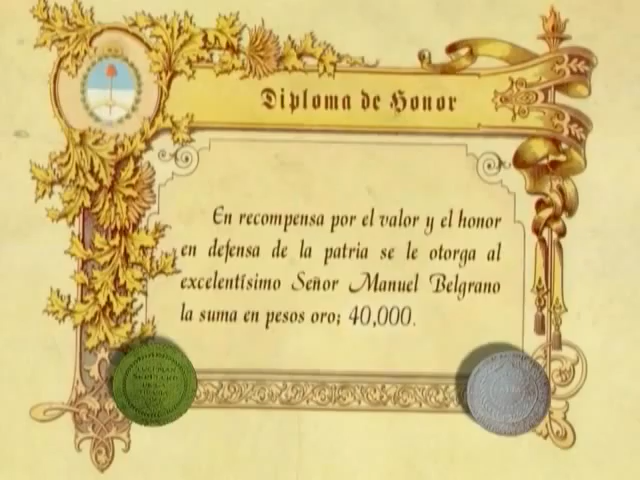 Diploma de Honor
En recompensa por el valor y el honor
en defensa de la patria se le otorga al
excelentísimo Señor Manuel Belgrano
la suma en pesos oro; 40,000.